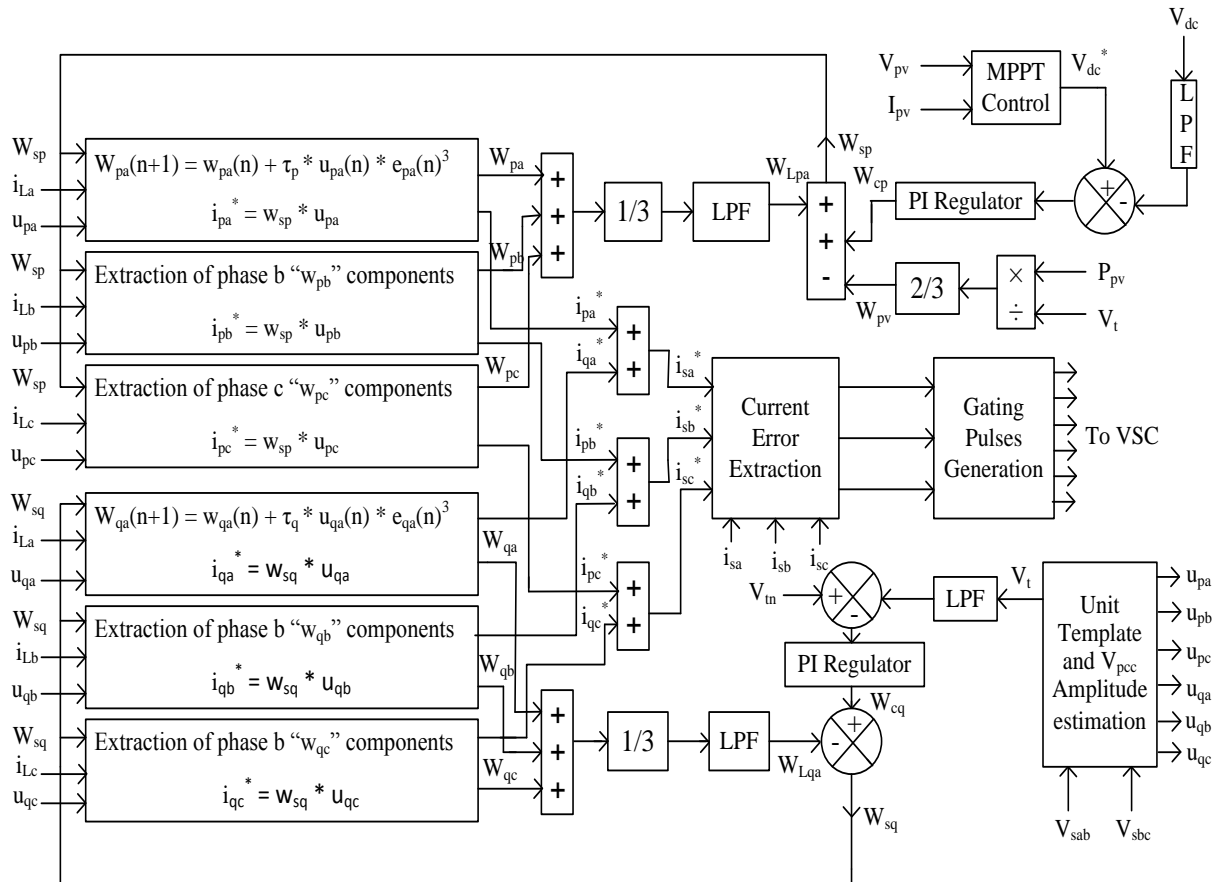 V_dc
V_pv
I_pv
MPPT
Control
V_dc^*
L
P
F
+
-
W_sp
i_La
u_pa
W_pa(n+1) = w_pa(n) + τ_p * u_pa(n) * e_pa(n)^3
i_pa^* = w_sp * u_pa
W_pa
+
+
+
1/3
LPF
W_Lpa
W_sp
+
+
-
W_cp
PI Regulator
W_pv
2/3
×
÷
P_pv
V_t
W_sp
i_Lb
u_pb
Extraction of phase b “w_pb” components
i_pb^* = w_sp * u_pb
W_pb
W_sp
i_Lc
u_pc
Extraction of phase c “w_pc” components
i_pc^* = w_sp * u_pc
W_pc
i_pa^*
i_qa^*
+
+
i_sa^*
i_pb^*
i_qb^*
+
+
i_sb^*
i_pc^*
i_qc^*
+
+
i_sc^*
Current
Error
Extraction
i_sa
i_sb
i_sc
Gating
Pulses
Generation
To VSC
W_sq
i_La
u_qa
W_qa(n+1) = w_qa(n) + τ_q * u_qa(n) * e_qa(n)^3
i_qa^* = w_sq * u_qa
W_qa
W_sq
i_Lb
u_qb
Extraction of phase b “w_qb” components
i_qb^* = w_sq * u_qb
W_qb
W_sq
i_Lc
u_qc
Extraction of phase b “w_qc” components
i_qc^* = w_sq * u_qc
W_qc
+
+
+
1/3
LPF
W_Lqa
V_tn
+
-
LPF
V_t
PI Regulator
W_cq
+
-
W_sq
Unit
Template
and V_pcc
Amplitude
estimation
u_pa
u_pb
u_pc
u_qa
u_qb
u_qc
V_sab
V_sbc